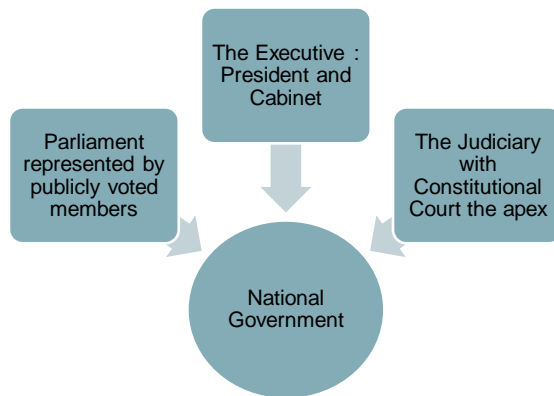 The Executive :
President and
Cabinet
Parliament
represented by
publicly voted
members
The Judiciary
with
Constitutional
Court the apex
National
Government